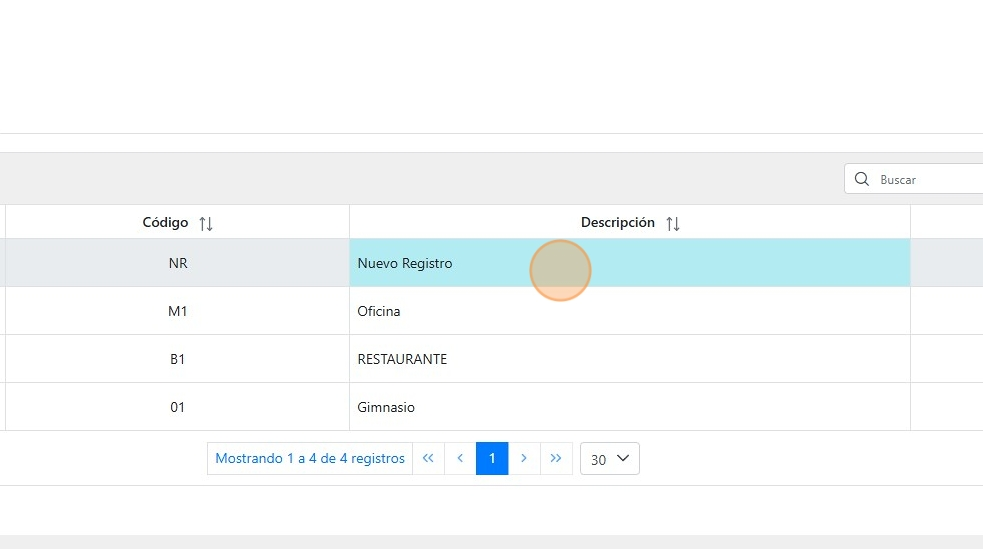 Buscar
Código Descripción
NR Nuevo Registro
M1 Oficina
B1 RESTAURANTE
01 Gimnasio
Mostrando 1 a 4 de 4 registros « ‹ 1 › » 30